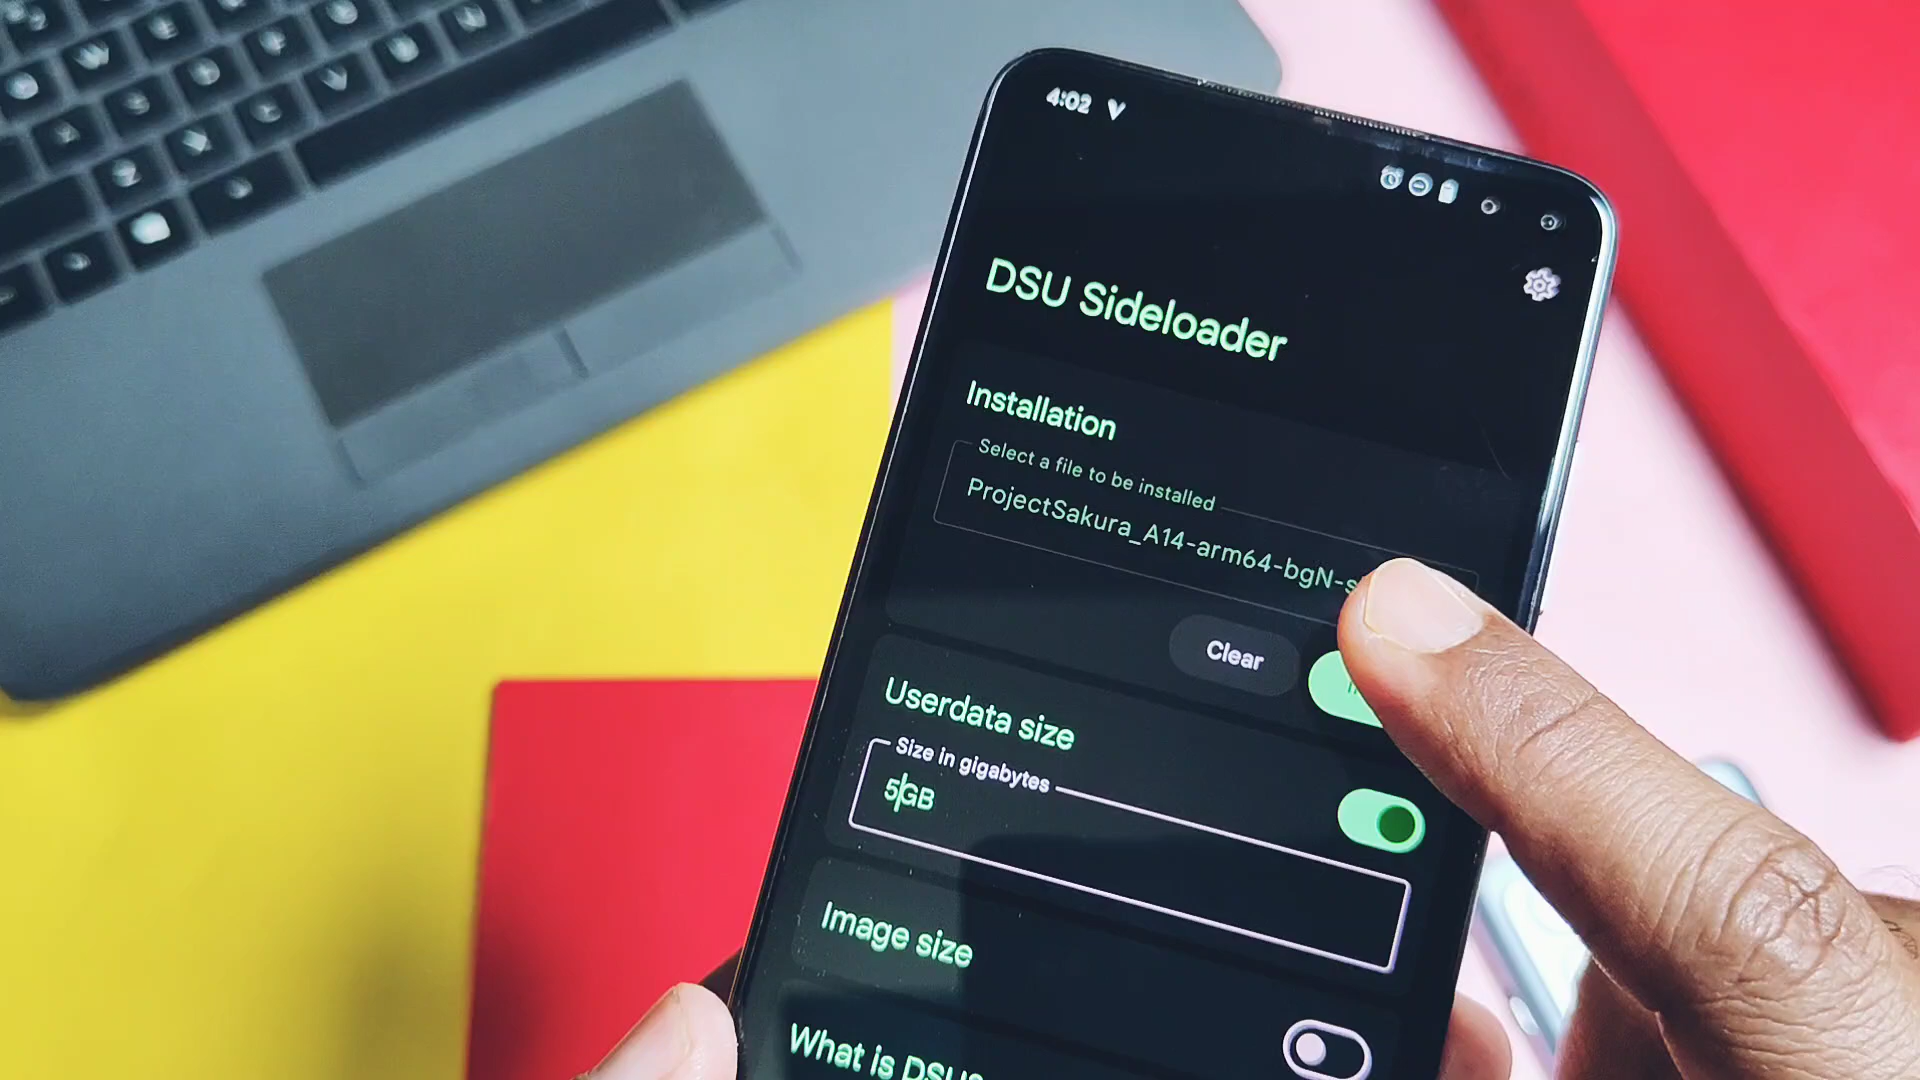 4:02
DSU Sideloader
Installation
Select a file to be installed
ProjectSakura_A14-arm64-bgN-s
Clear
Userdata size
Size in gigabytes
5GB
Image size
What is DSU?